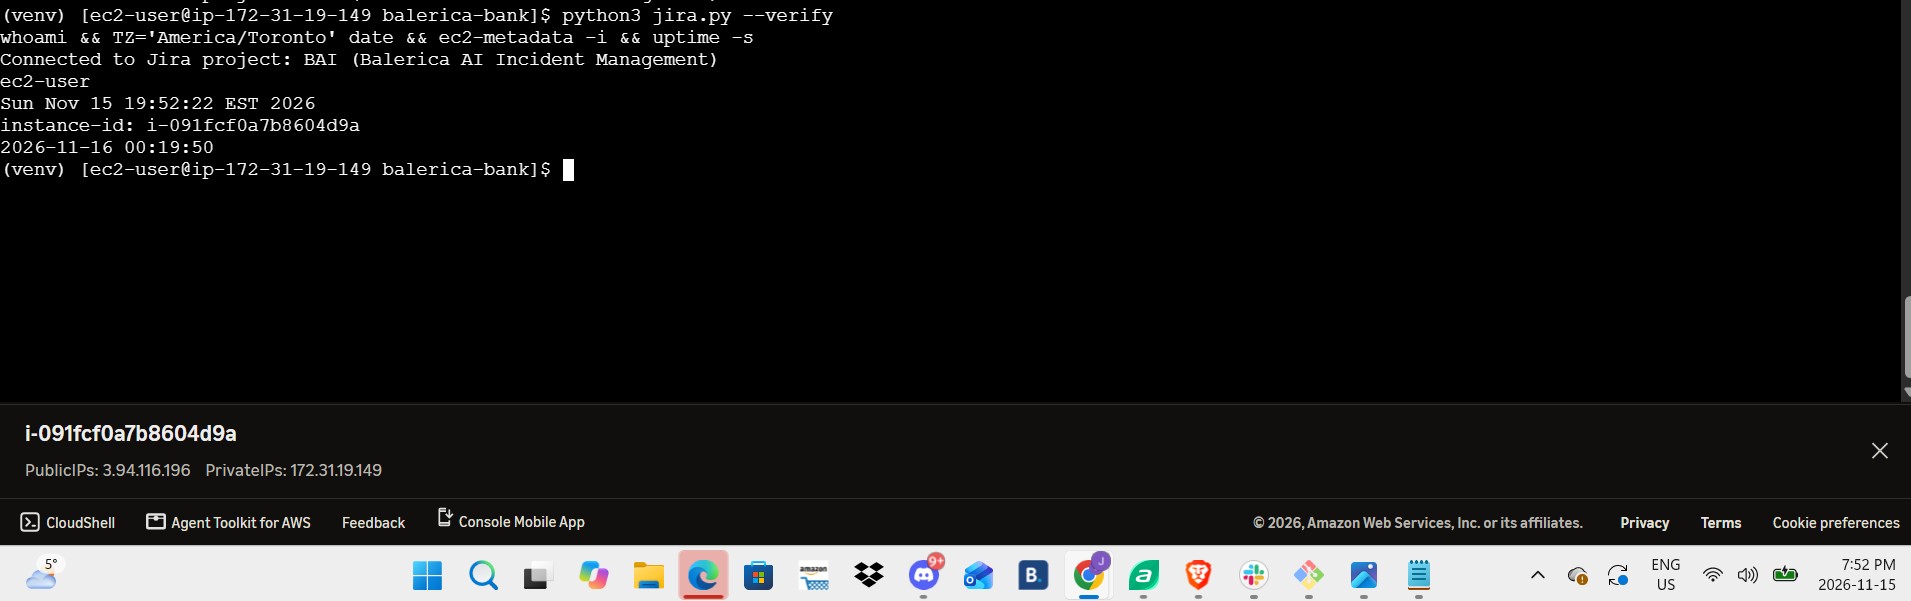 (venv) [ec2-user@ip-172-31-19-149 balerica-bank]$ python3 jira.py --verify
whoami && TZ='America/Toronto' date && ec2-metadata -i && uptime -s
Connected to Jira project: BAI (Balerica AI Incident Management)
ec2-user
Sun Nov 15 19:52:22 EST 2026
instance-id: i-091fcf0a7b8604d9a
2026-11-16 00:19:50
(venv) [ec2-user@ip-172-31-19-149 balerica-bank]$
i-091fcf0a7b8604d9a
PublicIPs: 3.94.116.196 PrivateIPs: 172.31.19.149
CloudShell Agent Toolkit for AWS Feedback Console Mobile App © 2026, Amazon Web Services, Inc. or its affiliates. Privacy Terms Cookie preferences
5°
amazon
9+
B.
J
a
ENG
US
7:52 PM
2026-11-15